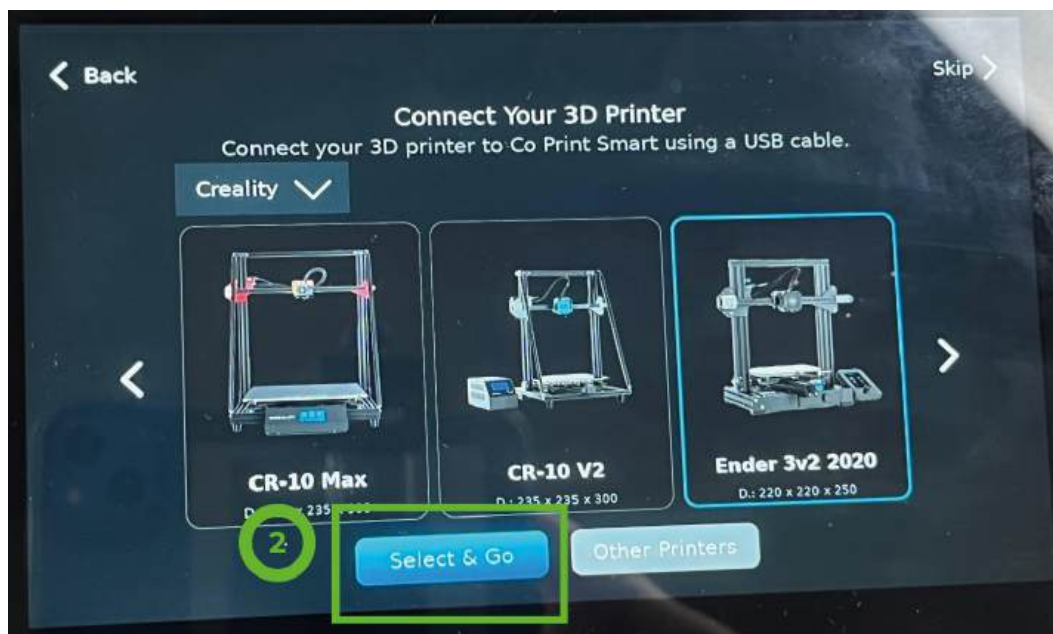 Back
Skip
Connect Your 3D Printer
Connect your 3D printer to Co Print Smart using a USB cable.
Creality
CR-10 Max
CR-10 V2
Ender 3v2 2020
235
D.: 235 x 235 x 300
D.: 220 x 220 x 250
2
Select & Go
Other Printers